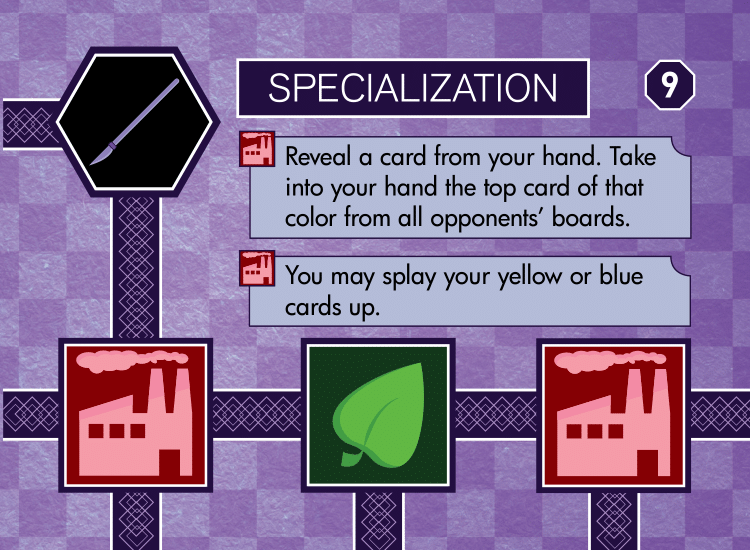 SPECIALIZATION
9
Reveal a card from your hand. Take
into your hand the top card of that
color from all opponents’ boards.
You may splay your yellow or blue
cards up.